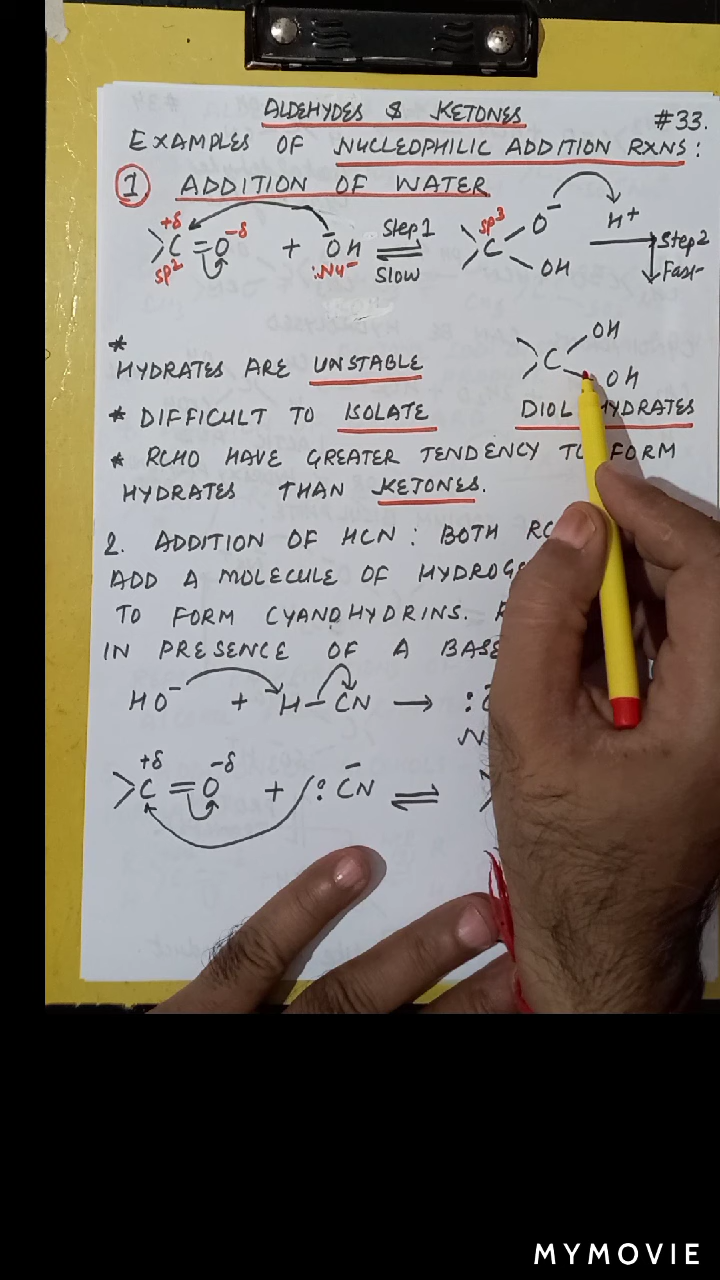 ALDEHYDES & KETONES
#33.
EXAMPLES OF NUCLEOPHILIC ADDITION RXNS:
1 ADDITION OF WATER
+δ -δ sp³ O⁻ H⁺
>C=O + ⁻OH Step 1 >C Step 2
sp² :Nu⁻ Slow OH Fast
*
HYDRATES ARE UNSTABLE
OH
C
OH
* DIFFICULT TO ISOLATE
DIOL HYDRATES
* RCHO HAVE GREATER TENDENCY TO FORM
HYDRATES THAN KETONES.
2. ADDITION OF HCN: BOTH
ADD A MOLECULE OF
TO FORM CYANOHYDRINS.
IN PRESENCE OF A BASE
HO⁻ + H-CN →
+δ -δ
>C=O + :C̄N ⇌
MYMOVIE